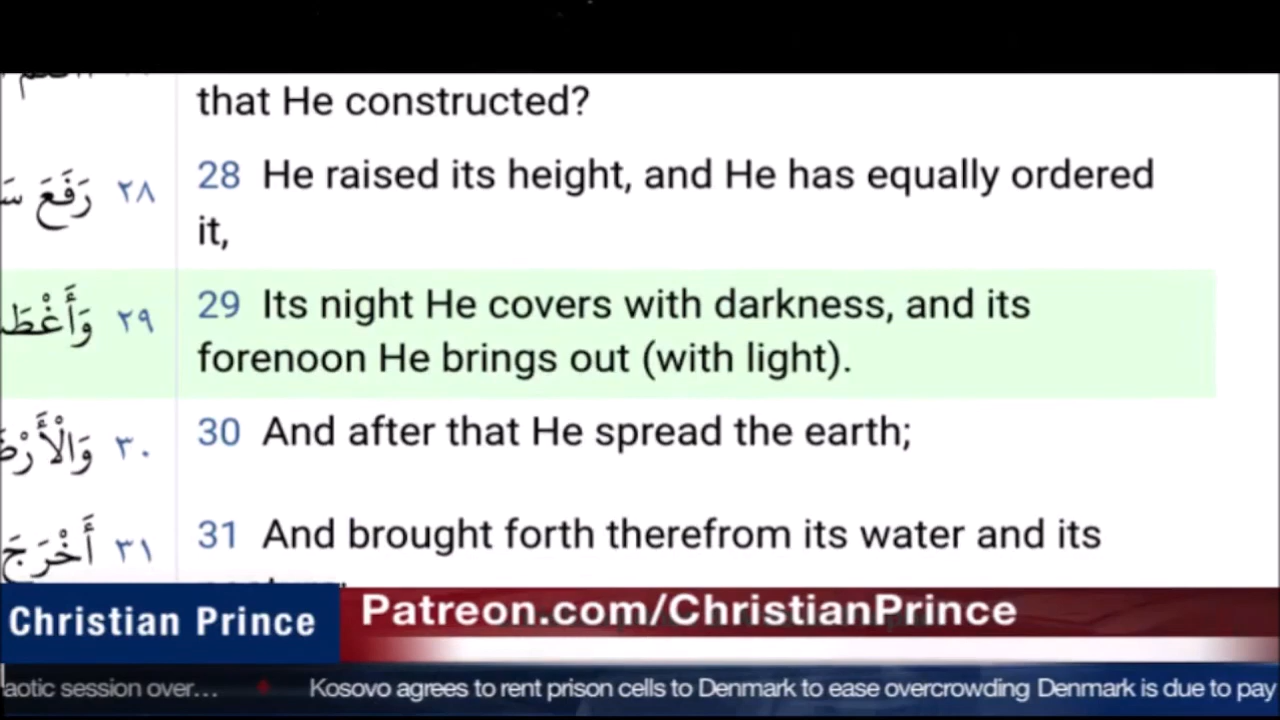 that He constructed?
٢٨ رَفَعَ
28 He raised its height, and He has equally ordered
it,
٢٩
29 Its night He covers with darkness, and its
forenoon He brings out (with light).
٣٠
30 And after that He spread the earth;
٣١ أَخْرَجَ
31 And brought forth therefrom its water and its
Christian Prince
Patreon.com/ChristianPrince
aotic session over... Kosovo agrees to rent prison cells to Denmark to ease overcrowding Denmark is due to pay